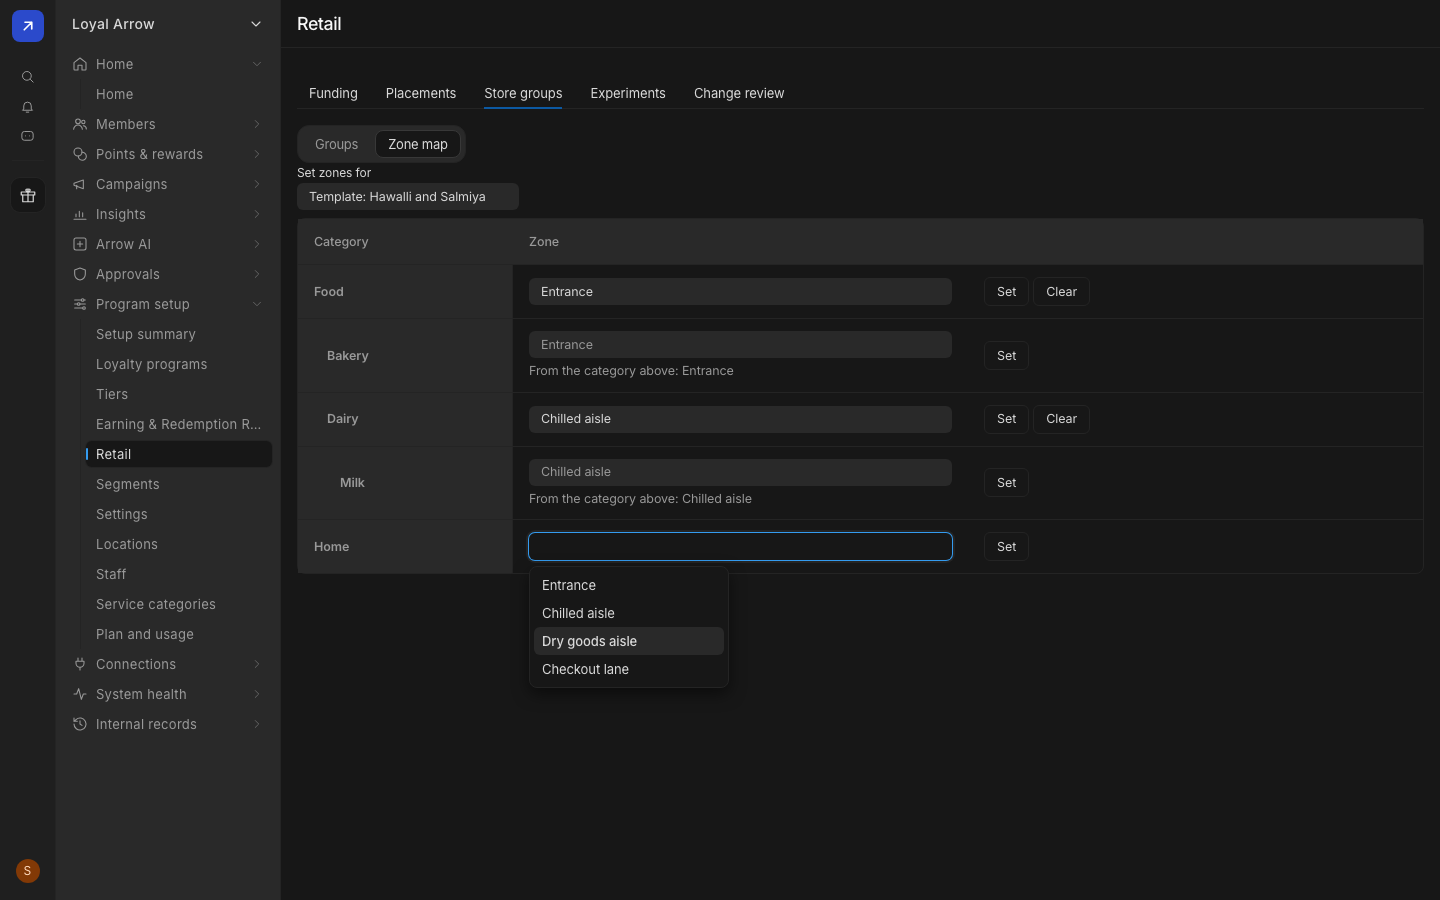 Loyal Arrow
Home
Home
Members
Points & rewards
Campaigns
Insights
Arrow AI
Approvals
Program setup
Setup summary
Loyalty programs
Tiers
Earning & Redemption R...
Retail
Segments
Settings
Locations
Staff
Service categories
Plan and usage
Connections
System health
Internal records
S
Retail
Funding Placements Store groups Experiments Change review
Groups Zone map
Set zones for
Template: Hawalli and Salmiya
Category Zone
Food Entrance Set Clear
Bakery Entrance Set
From the category above: Entrance
Dairy Chilled aisle Set Clear
Milk Chilled aisle Set
From the category above: Chilled aisle
Home Set
Entrance
Chilled aisle
Dry goods aisle
Checkout lane